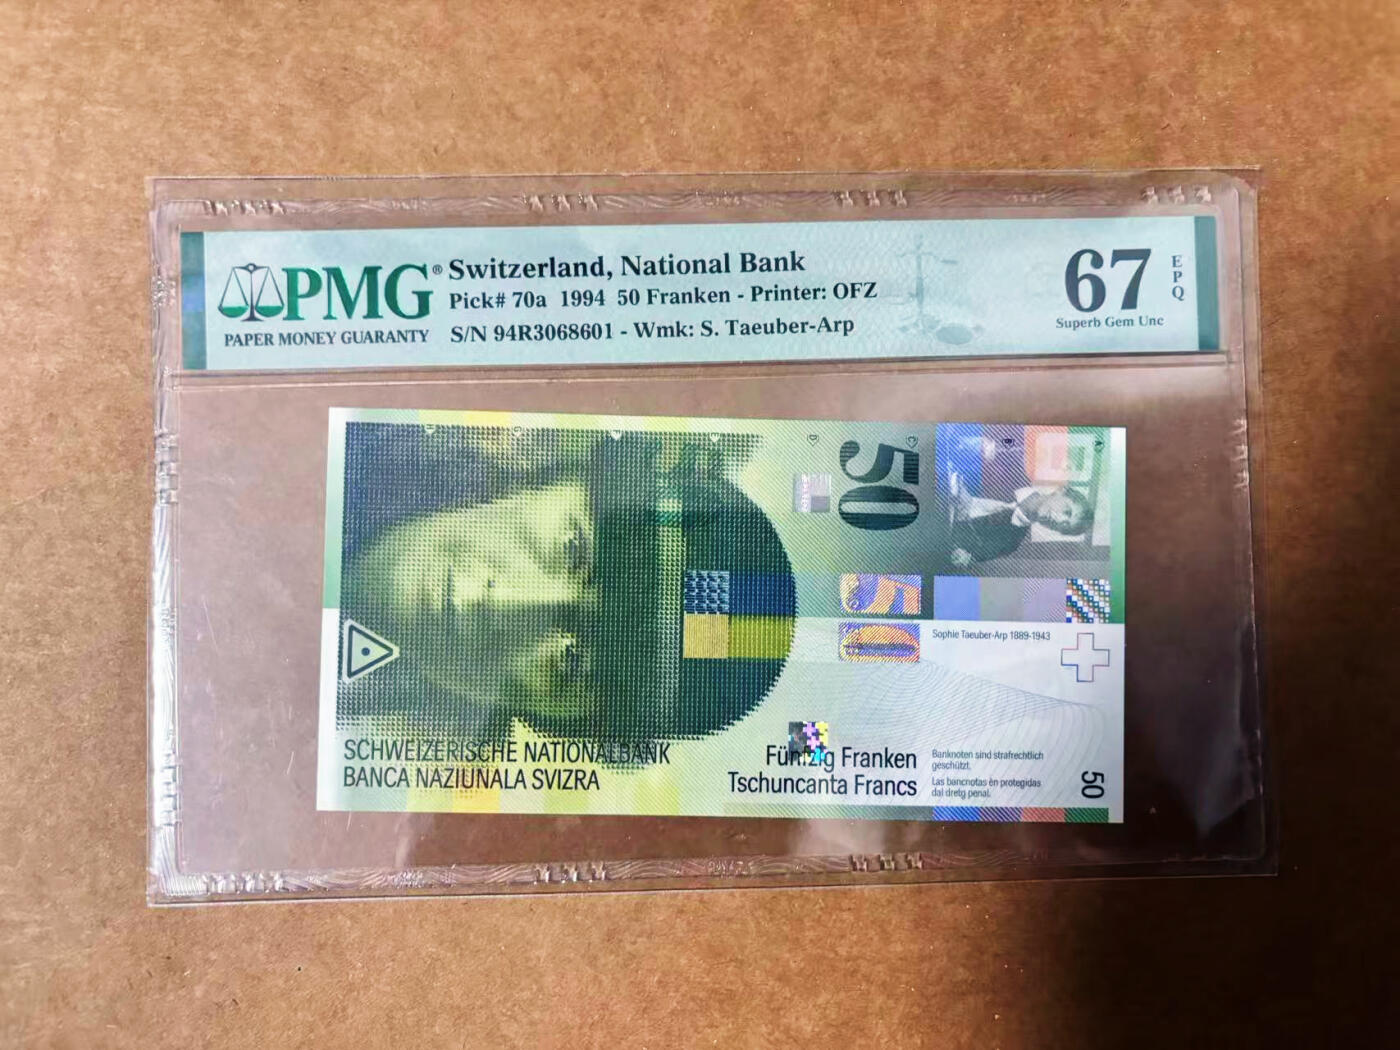 PMG®
PAPER MONEY GUARANTY
Switzerland, National Bank
Pick# 70a 1994 50 Franken - Printer: OFZ
S/N 94R3068601 - Wmk: S. Taeuber-Arp
67
EPQ
Superb Gem Unc
50
Sophie Taeuber-Arp 1889-1943
SCHWEIZERISCHE NATIONALBANK
BANCA NAZIUNALA SVIZRA
Fünfzig Franken
Tschuncanta Francs
Banknoten sind strafrechtlich
geschützt.
Las bancnotas èn protegidas
dal dretg penal.
50